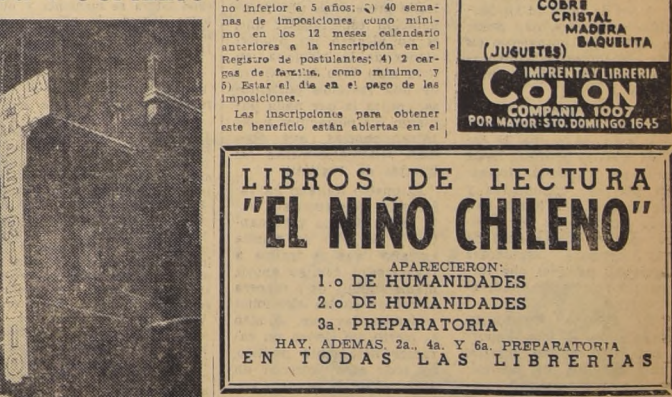 no inferior a 5 años; 3) 40 sema-
nas de imposiciones como míni-
mo en los 12 meses calendario
anteriores a la inscripción en el
Registro de postulantes; 4) 2 car-
gas de familia, como mínimo, y
5) Estar al día en el pago de las
imposiciones.
Las inscripciones para obtener
este beneficio están abiertas en el
COBRE
CRISTAL
MADERA
BAQUELITA
(JUGUETES)
IMPRENTA Y LIBRERIA
COLON
COMPAÑIA 1007
POR MAYOR: STO. DOMINGO 1645
LIBROS DE LECTURA
"EL NIÑO CHILENO"
APARECIERON:
1.o DE HUMANIDADES
2.o DE HUMANIDADES
3a. PREPARATORIA
HAY, ADEMAS, 2a., 4a. Y 6a. PREPARATORIA
EN TODAS LAS LIBRERIAS